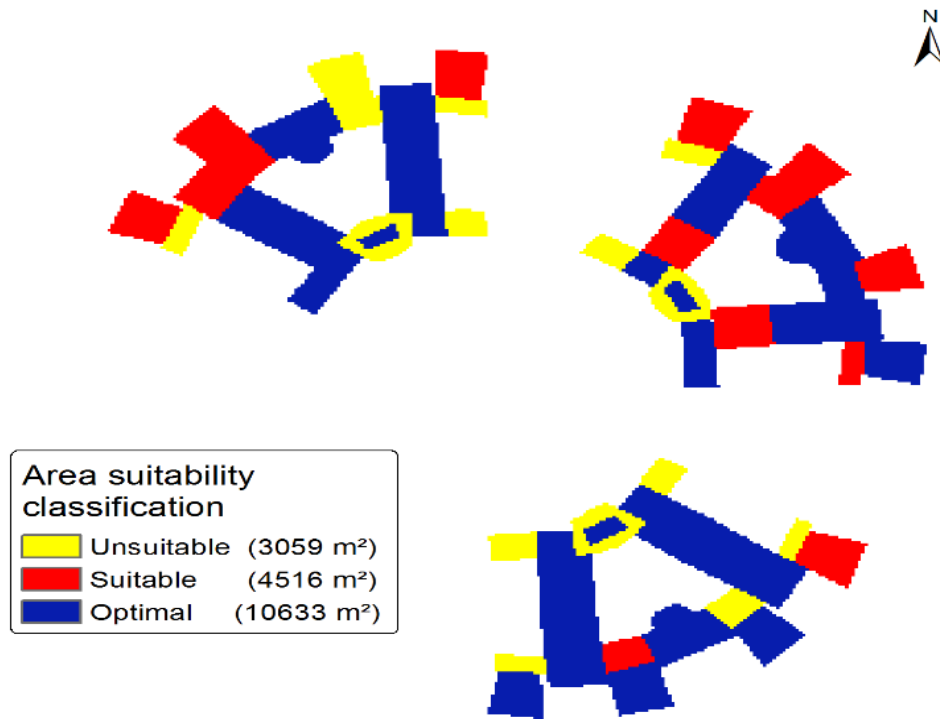 N
Area suitability
classification
Unsuitable (3059 m²)
Suitable (4516 m²)
Optimal (10633 m²)